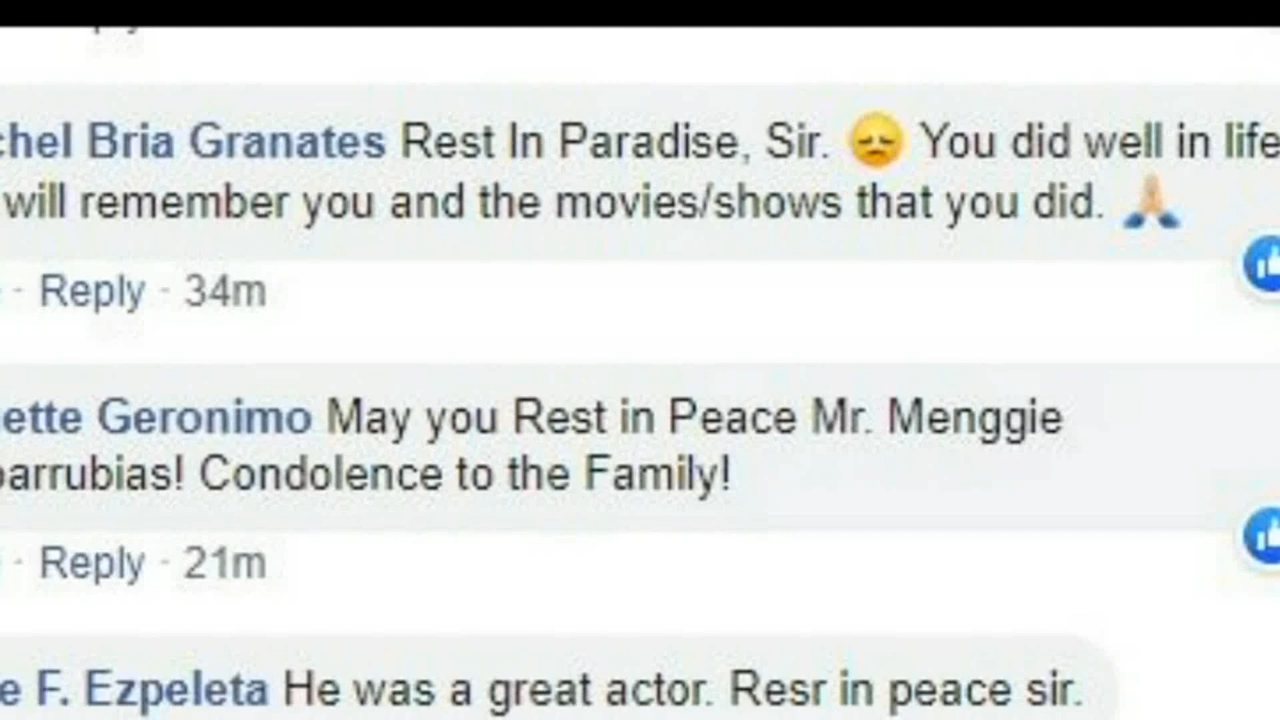 chel Bria Granates Rest In Paradise, Sir. 😞 You did well in life
will remember you and the movies/shows that you did. 🙏🏼
· Reply · 34m
ette Geronimo May you Rest in Peace Mr. Menggie
barrubias! Condolence to the Family!
· Reply · 21m
e F. Ezpeleta He was a great actor. Resr in peace sir.